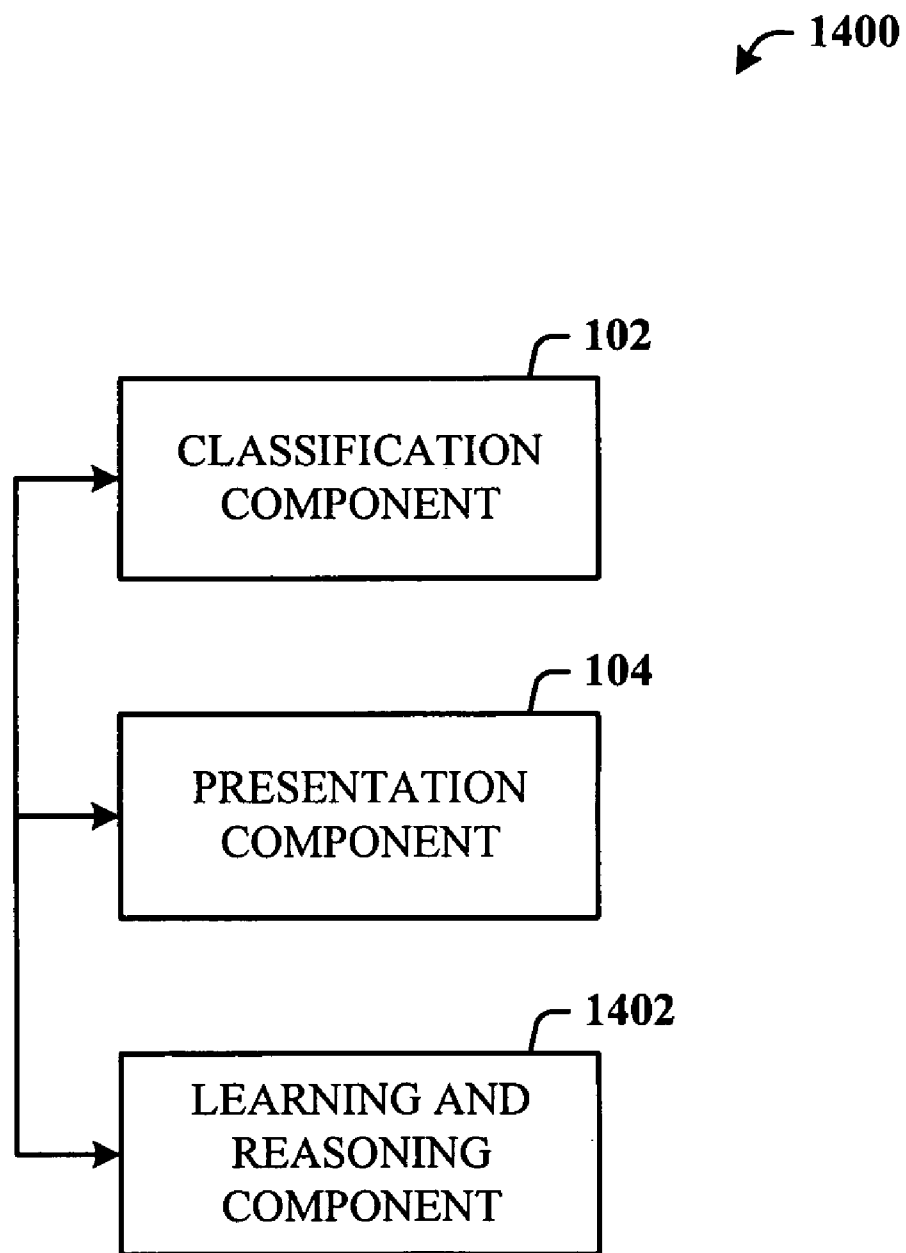 1400
102
CLASSIFICATION
COMPONENT
104
PRESENTATION
COMPONENT
1402
LEARNING AND
REASONING
COMPONENT